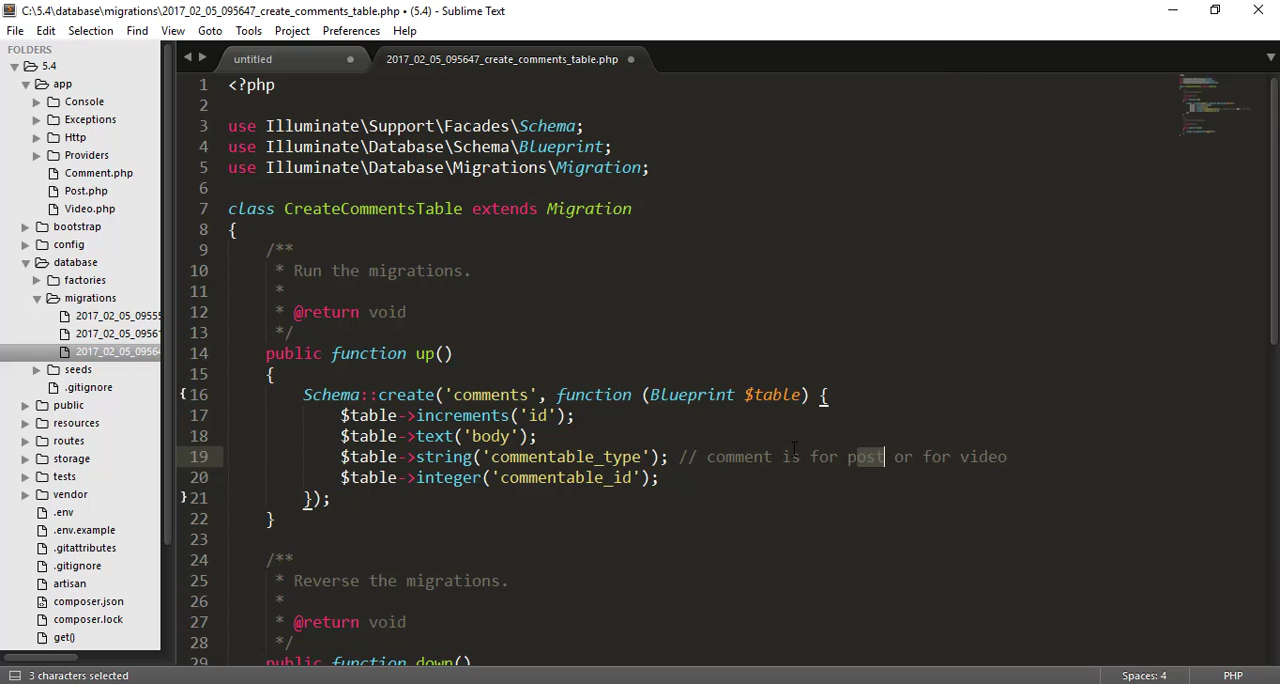 C:\5.4\database\migrations\2017_02_05_095647_create_comments_table.php • (5.4) - Sublime Text
File Edit Selection Find View Goto Tools Project Preferences Help
FOLDERS
5.4
app
Console
Exceptions
Http
Providers
Comment.php
Post.php
Video.php
bootstrap
config
database
factories
migrations
2017_02_05_09555
2017_02_05_09561
2017_02_05_09564
seeds
.gitignore
public
resources
routes
storage
tests
vendor
.env
.env.example
.gitattributes
.gitignore
artisan
composer.json
composer.lock
get()
untitled
2017_02_05_095647_create_comments_table.php
1 <?php
2
3 use Illuminate\Support\Facades\Schema;
4 use Illuminate\Database\Schema\Blueprint;
5 use Illuminate\Database\Migrations\Migration;
6
7 class CreateCommentsTable extends Migration
8 {
9 /**
10 * Run the migrations.
11 *
12 * @return void
13 */
14 public function up()
15 {
16 Schema::create('comments', function (Blueprint $table) {
17 $table->increments('id');
18 $table->text('body');
19 $table->string('commentable_type'); // comment is for post or for video
20 $table->integer('commentable_id');
21 });
22 }
23
24 /**
25 * Reverse the migrations.
26 *
27 * @return void
28 */
29 public function down()
3 characters selected
Spaces: 4
PHP